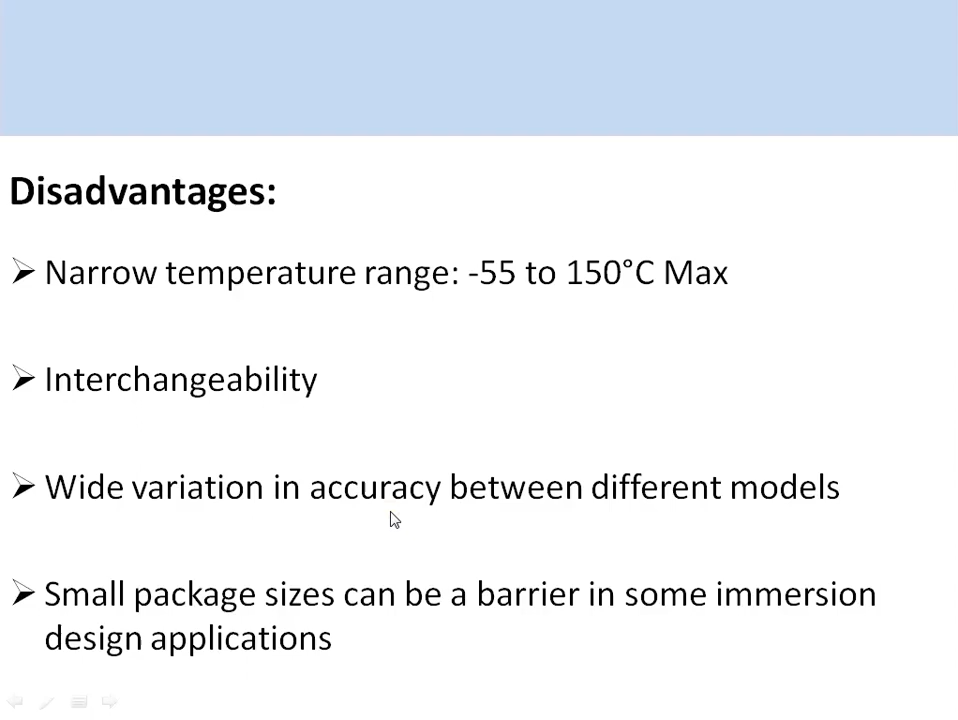 Disadvantages:
➢ Narrow temperature range: -55 to 150°C Max
➢ Interchangeability
➢ Wide variation in accuracy between different models
➢ Small package sizes can be a barrier in some immersion
design applications